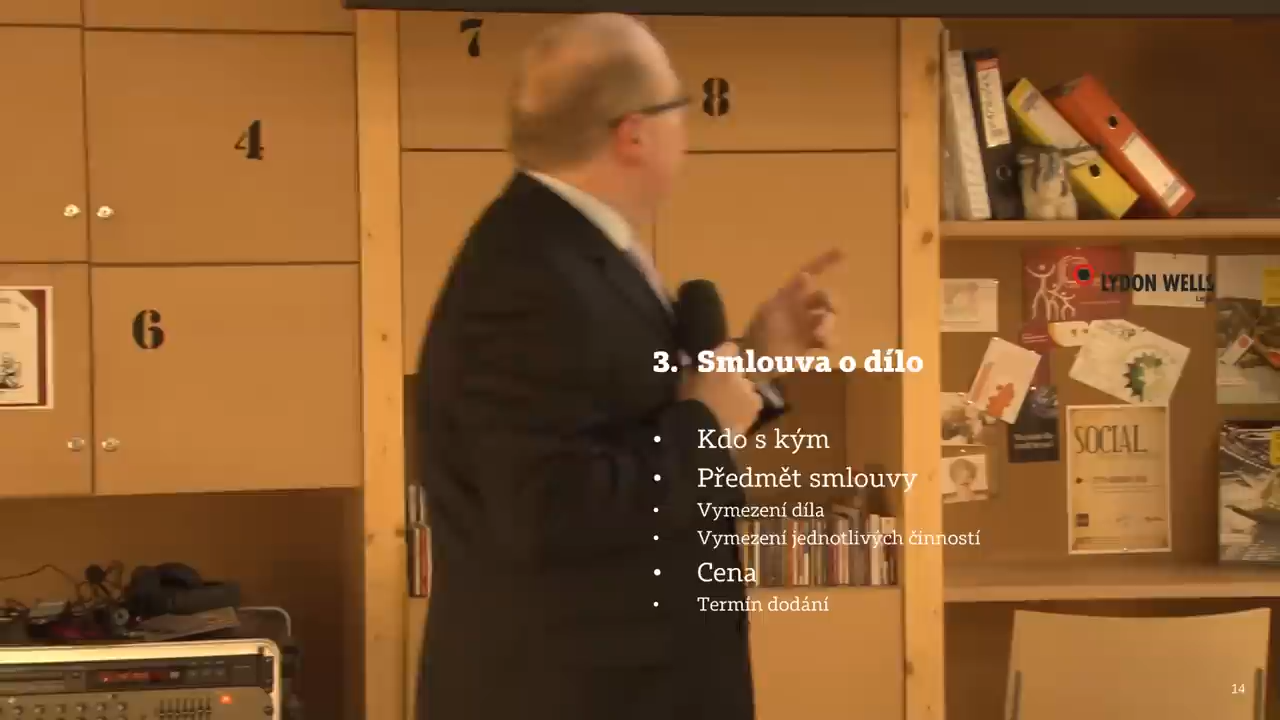 7
8
4
6
LYDON WELLS
3. Smlouva o dílo
• Kdo s kým
• Předmět smlouvy
• Vymezení díla
• Vymezení jednotlivých činností
• Cena
• Termín dodání
SOCIAL
14